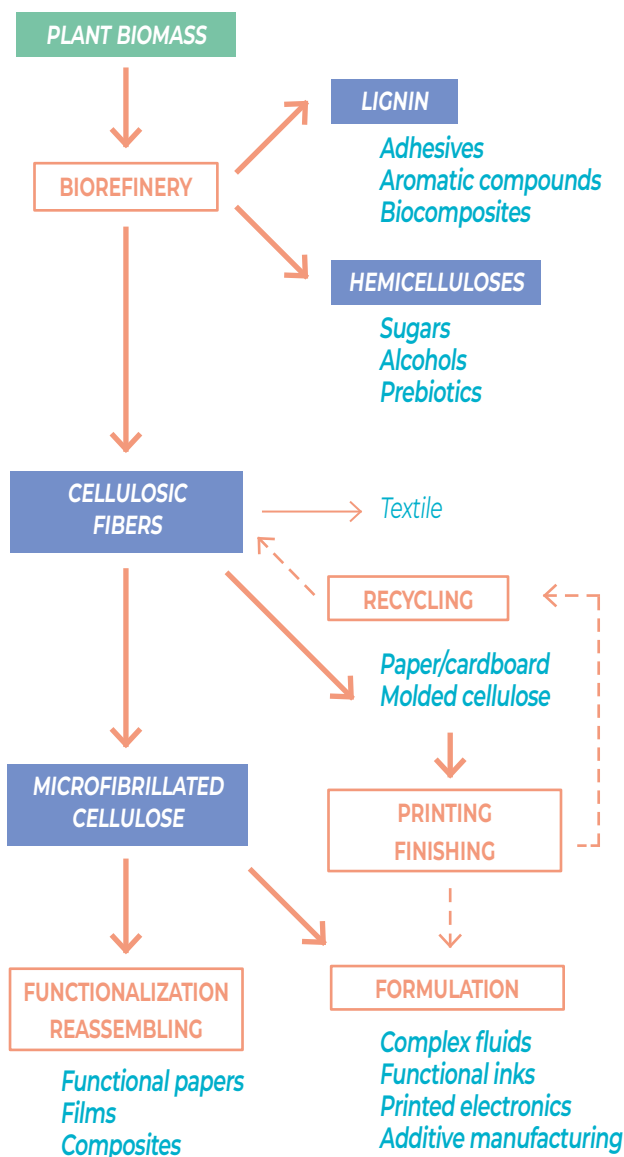 PLANT BIOMASS
BIOREFINERY
LIGNIN
Adhesives
Aromatic compounds
Biocomposites
HEMICELLULOSES
Sugars
Alcohols
Prebiotics
CELLULOSIC
FIBERS
Textile
RECYCLING
Paper/cardboard
Molded cellulose
MICROFIBRILLATED
CELLULOSE
PRINTING
FINISHING
FUNCTIONALIZATION
REASSEMBLING
Functional papers
Films
Composites
FORMULATION
Complex fluids
Functional inks
Printed electronics
Additive manufacturing